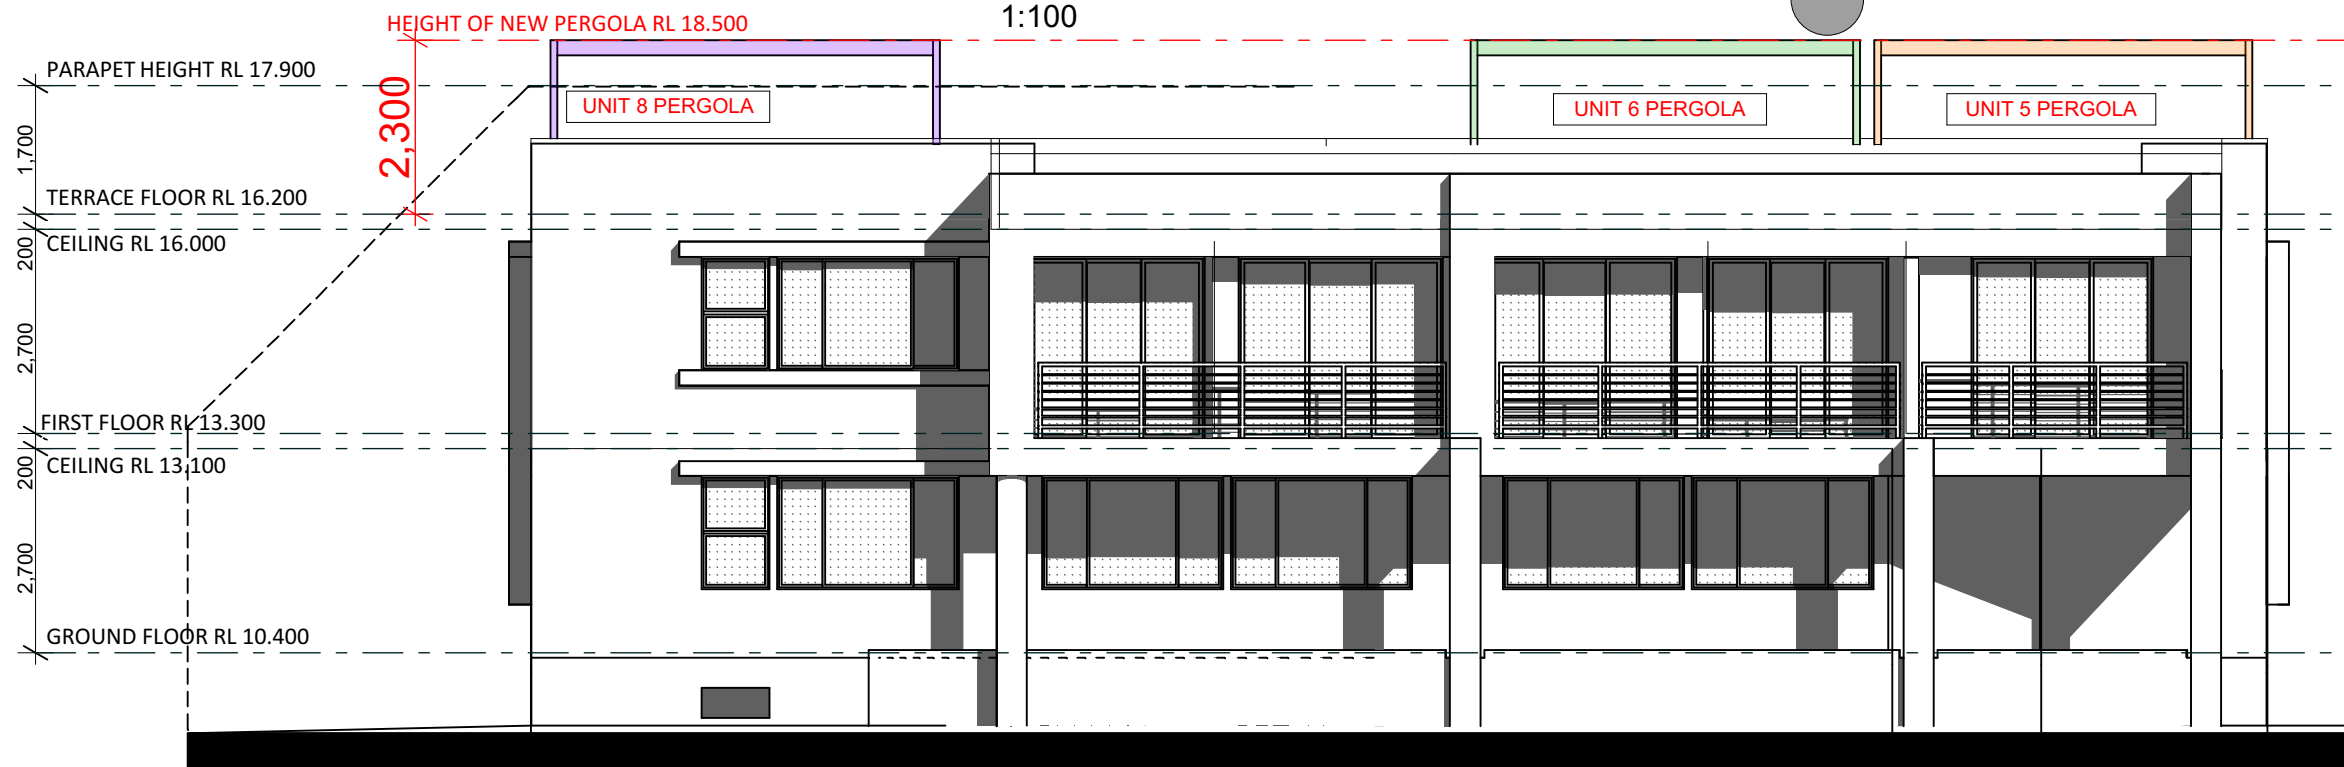 1:100
HEIGHT OF NEW PERGOLA RL 18.500
PARAPET HEIGHT RL 17.900
2,300
UNIT 8 PERGOLA
UNIT 6 PERGOLA
UNIT 5 PERGOLA
1,700
TERRACE FLOOR RL 16.200
CEILING RL 16.000
200
2,700
FIRST FLOOR RL 13.300
CEILING RL 13.100
200
2,700
GROUND FLOOR RL 10.400